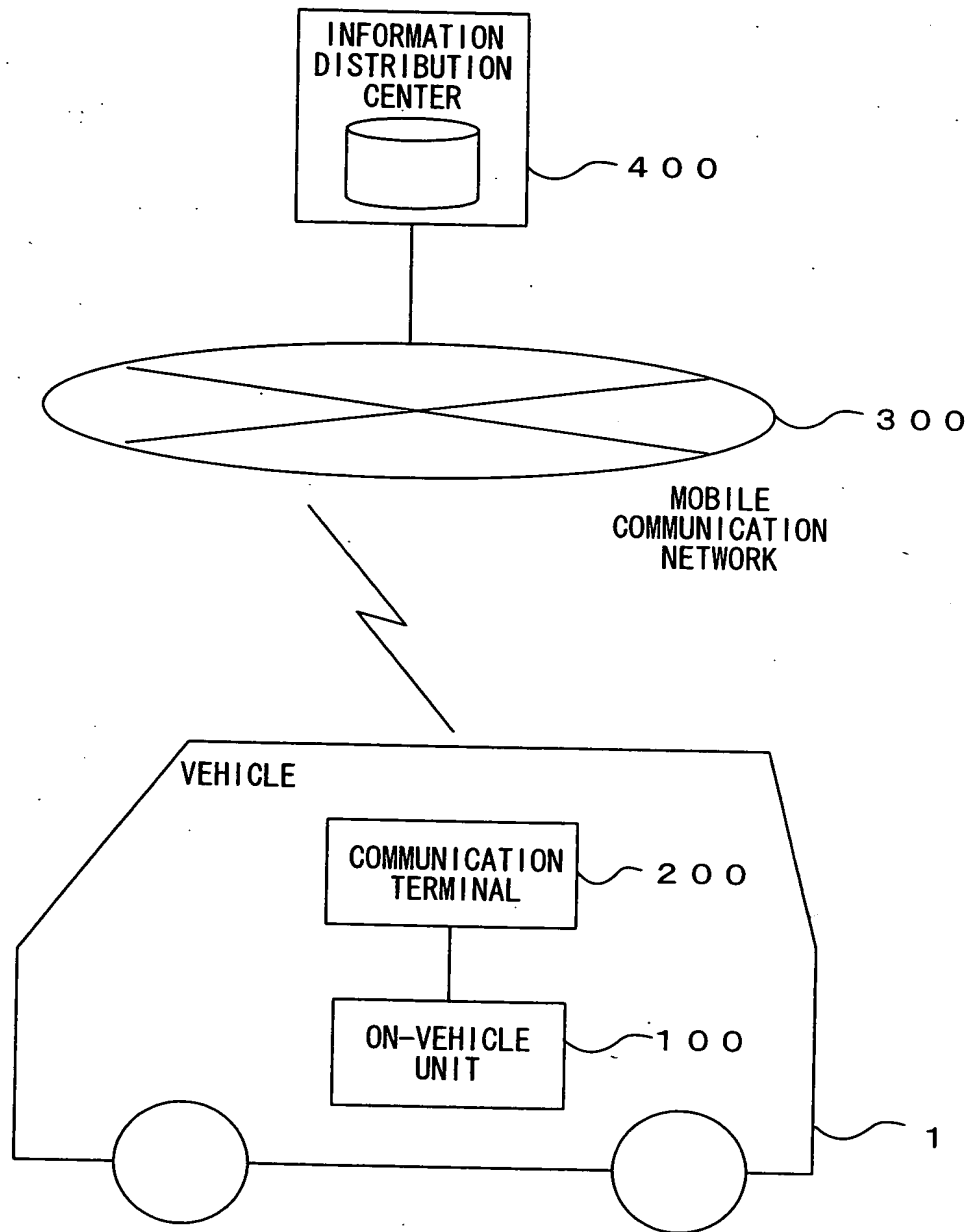 INFORMATION
DISTRIBUTION
CENTER
400
300
MOBILE
COMMUNICATION
NETWORK
VEHICLE
COMMUNICATION
TERMINAL
200
ON-VEHICLE
UNIT
100
1